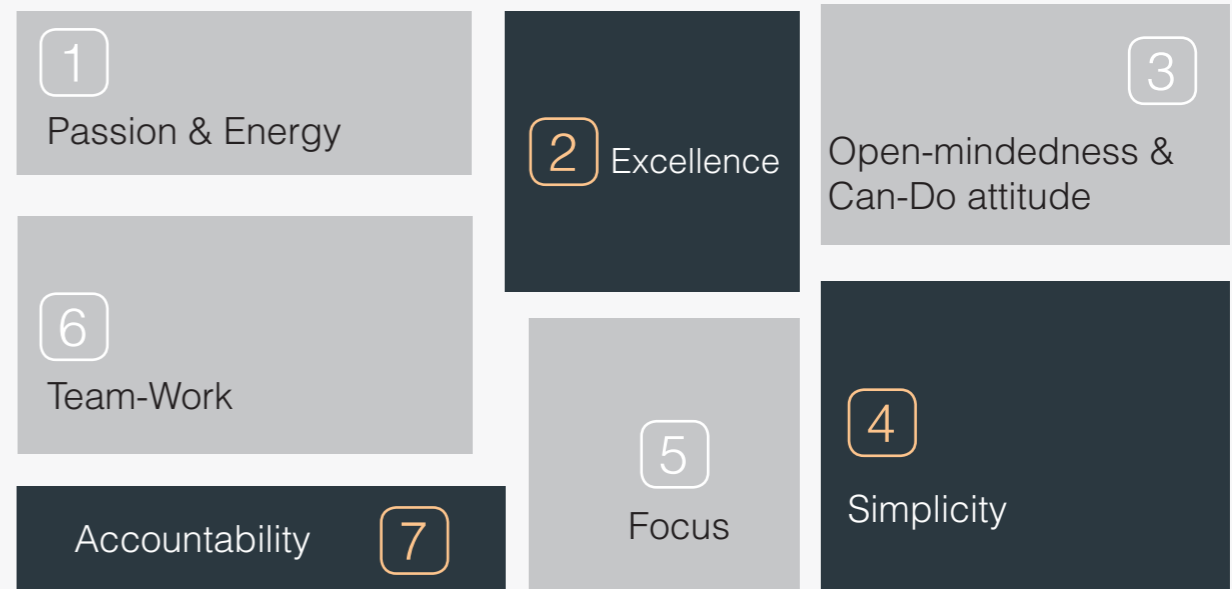 1
Passion & Energy
2 Excellence
3
Open-mindedness &
Can-Do attitude
4
Simplicity
5
Focus
6
Team-Work
Accountability 7